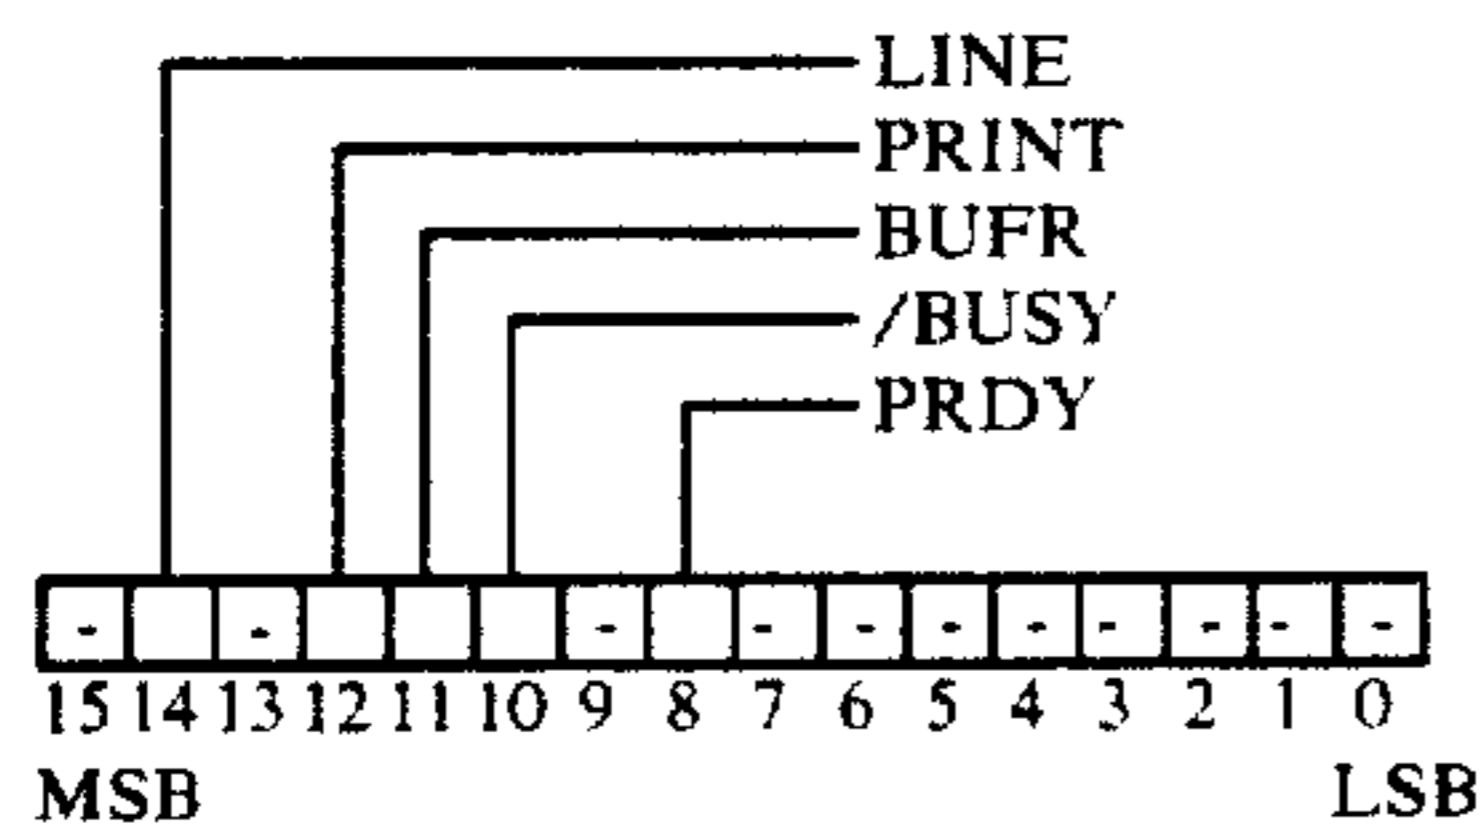 LINE
PRINT
BUFR
/BUSY
PRDY
- - - - - - - - - - -
15 14 13 12 11 10 9 8 7 6 5 4 3 2 1 0
MSB LSB